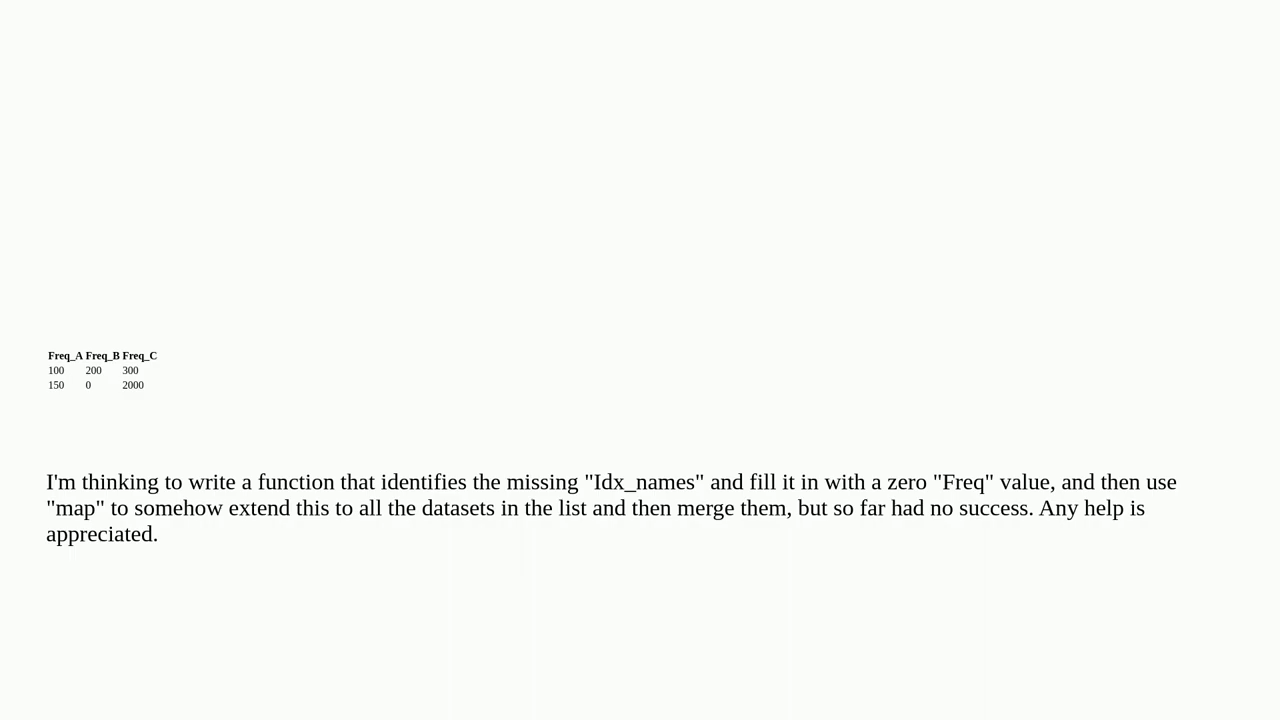 Freq_A Freq_B Freq_C
100 200 300
150 0 2000
I'm thinking to write a function that identifies the missing "Idx_names" and fill it in with a zero "Freq" value, and then use
"map" to somehow extend this to all the datasets in the list and then merge them, but so far had no success. Any help is
appreciated.